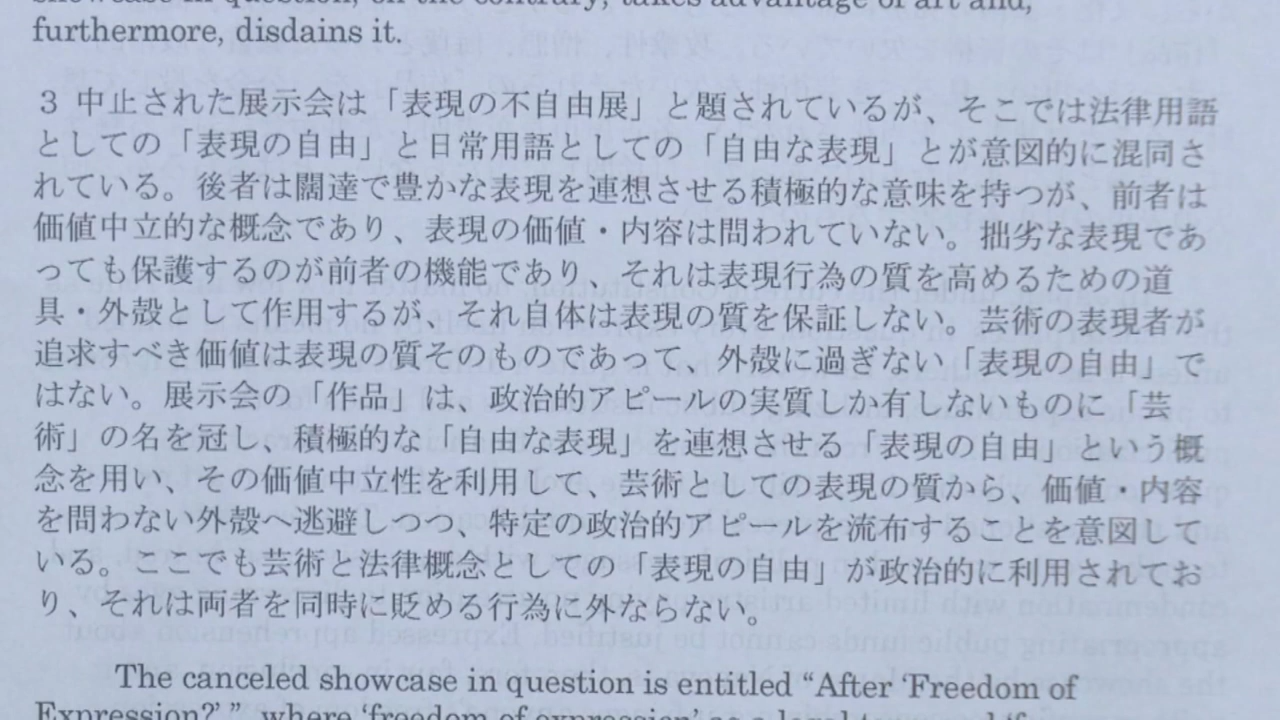 showcase in question, on the contrary, takes advantage of art and,
furthermore, disdains it.
３ 中止された展示会は「表現の不自由展」と題されているが、そこでは法律用語
としての「表現の自由」と日常用語としての「自由な表現」とが意図的に混同さ
れている。後者は闊達で豊かな表現を連想させる積極的な意味を持つが、前者は
価値中立的な概念であり、表現の価値・内容は問われていない。拙劣な表現であ
っても保護するのが前者の機能であり、それは表現行為の質を高めるための道
具・外殻として作用するが、それ自体は表現の質を保証しない。芸術の表現者が
追求すべき価値は表現の質そのものであって、外殻に過ぎない「表現の自由」で
はない。展示会の「作品」は、政治的アピールの実質しか有しないものに「芸
術」の名を冠し、積極的な「自由な表現」を連想させる「表現の自由」という概
念を用い、その価値中立性を利用して、芸術としての表現の質から、価値・内容
を問わない外殻へ逃避しつつ、特定の政治的アピールを流布することを意図して
いる。ここでも芸術と法律概念としての「表現の自由」が政治的に利用されてお
り、それは両者を同時に貶める行為に外ならない。
The canceled showcase in question is entitled “After ‘Freedom of
Expression?’ ”, where ‘freedom of expression’ as a legal term and ‘f